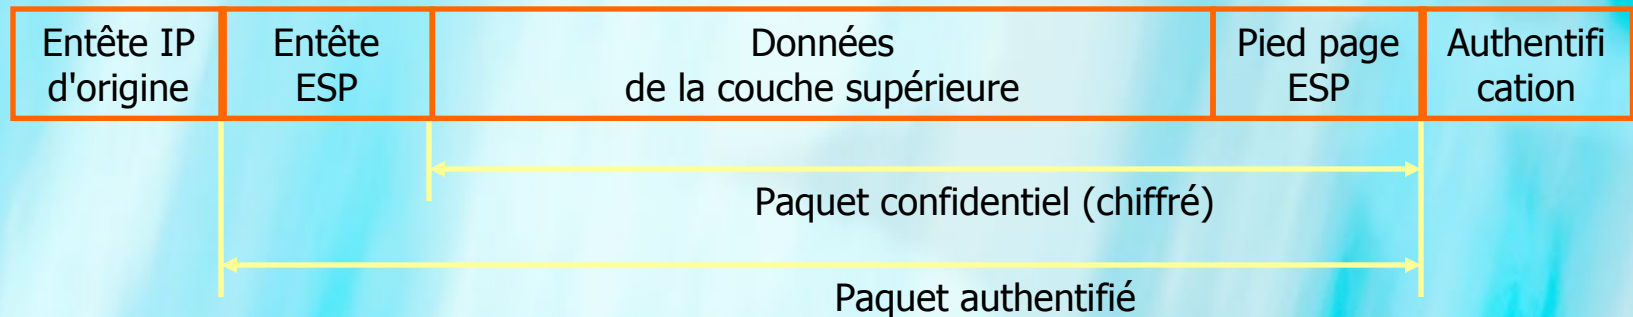 Entête IP
d'origine
Entête
ESP
Données
de la couche supérieure
Pied page
ESP
Authentifi
cation
Paquet confidentiel (chiffré)
Paquet authentifié